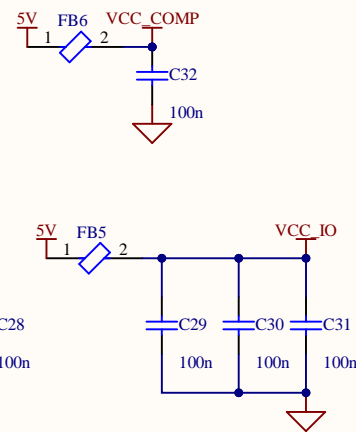 5V FB6 VCC_COMP
1 2
C32
100n
5V FB5 VCC_IO
1 2
C28 C29 C30 C31
100n 100n 100n 100n